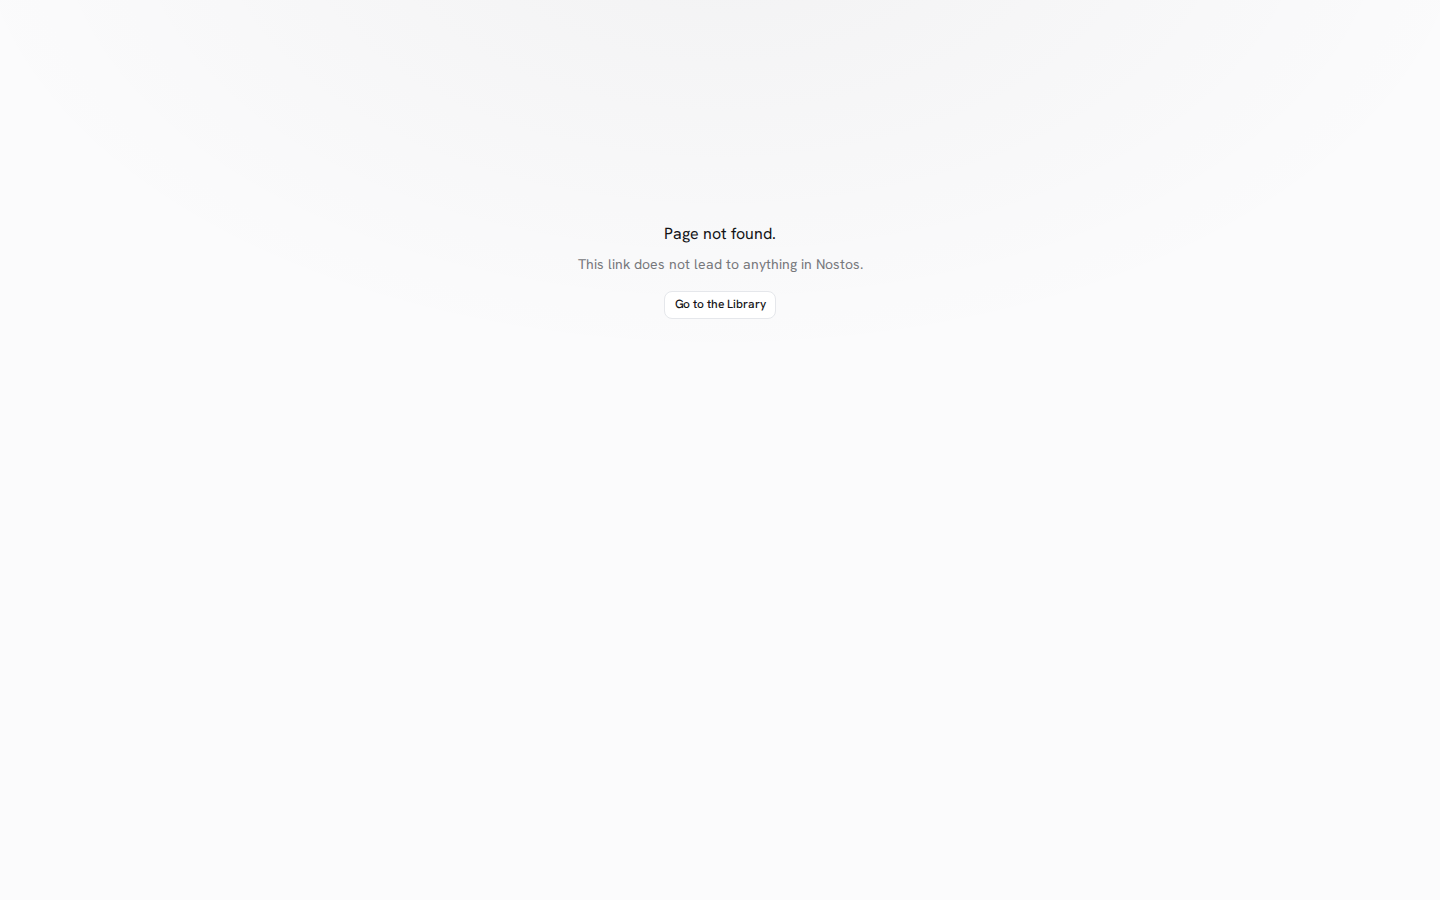 Page not found.
This link does not lead to anything in Nostos.
Go to the Library